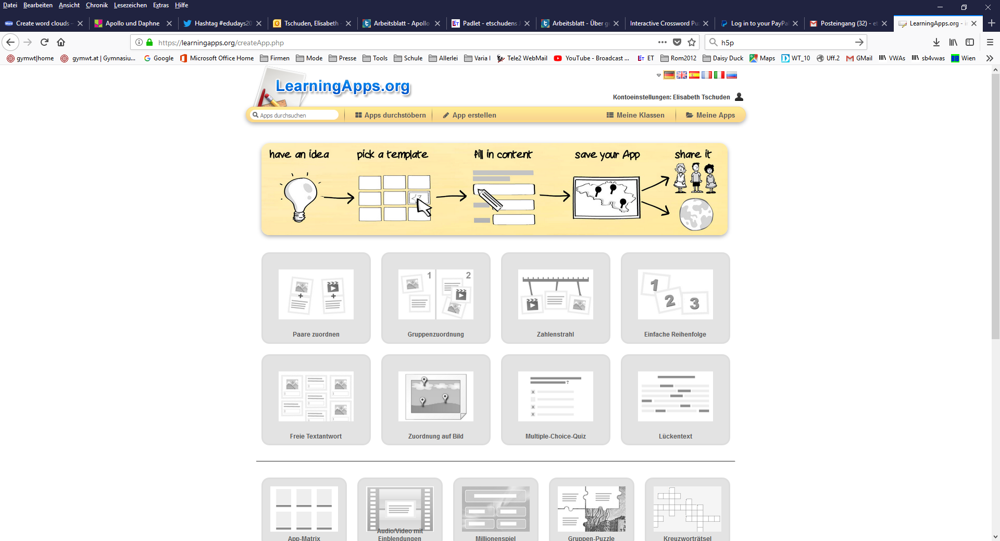 Datei Bearbeiten Ansicht Chronik Lesezeichen Extras Hilfe
Create word clouds - Apollo und Daphne Hashtag #edudays20 Tschuden, Elisabeth - Arbeitsblatt - Apollo Padlet - etschudens Arbeitsblatt - Über Interactive Crossword Pu Log in to your PayPal Posteingang (32) - et LearningApps.org - i
https://learningapps.org/createApp.php h5p
gymwt|home gymwt.at | Gymnasiu... Google Microsoft Office Home Firmen Mode Presse Tools Schule Allerlei Varia I Tele2 WebMail YouTube - Broadcast ... ET Rom2012 Daisy Duck Maps WT_10 Uff.2 GMail VWAs sb4vwas Wien
LearningApps.org
Kontoeinstellungen: Elisabeth Tschuden
Apps durchsuchen Apps durchstöbern App erstellen Meine Klassen Meine Apps
have an idea pick a template fill in content save your App share it
1 2 1 2 3
Paare zuordnen Gruppenzuordnung Zahlenstrahl Einfache Reihenfolge
Freie Textantwort Zuordnung auf Bild Multiple-Choice-Quiz Lückentext
App-Matrix Audio/Video mit Einblendungen Millionenspiel Gruppen-Puzzle Kreuzworträtsel